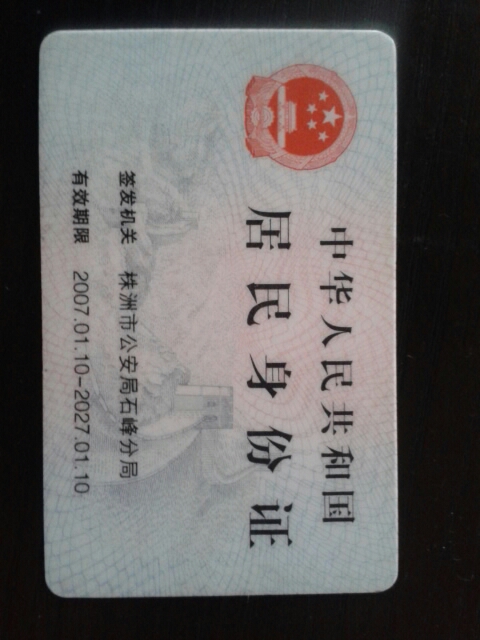 中华人民共和国
居民身份证
签发机关 株洲市公安局石峰分局
有效期限 2007.01.10-2027.01.10